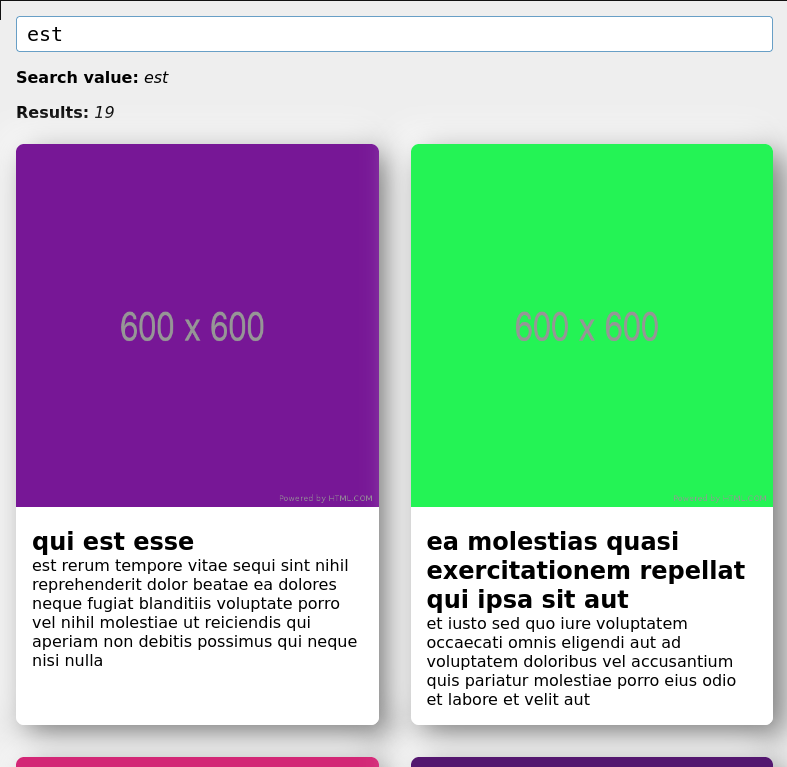 est
Search value: est
Results: 19
600 x 600
Powered by HTML.COM
qui est esse
est rerum tempore vitae sequi sint nihil
reprehenderit dolor beatae ea dolores
neque fugiat blanditiis voluptate porro
vel nihil molestiae ut reiciendis qui
aperiam non debitis possimus qui neque
nisi nulla
600 x 600
Powered by HTML.COM
ea molestias quasi
exercitationem repellat
qui ipsa sit aut
et iusto sed quo iure voluptatem
occaecati omnis eligendi aut ad
voluptatem doloribus vel accusantium
quis pariatur molestiae porro eius odio
et labore et velit aut